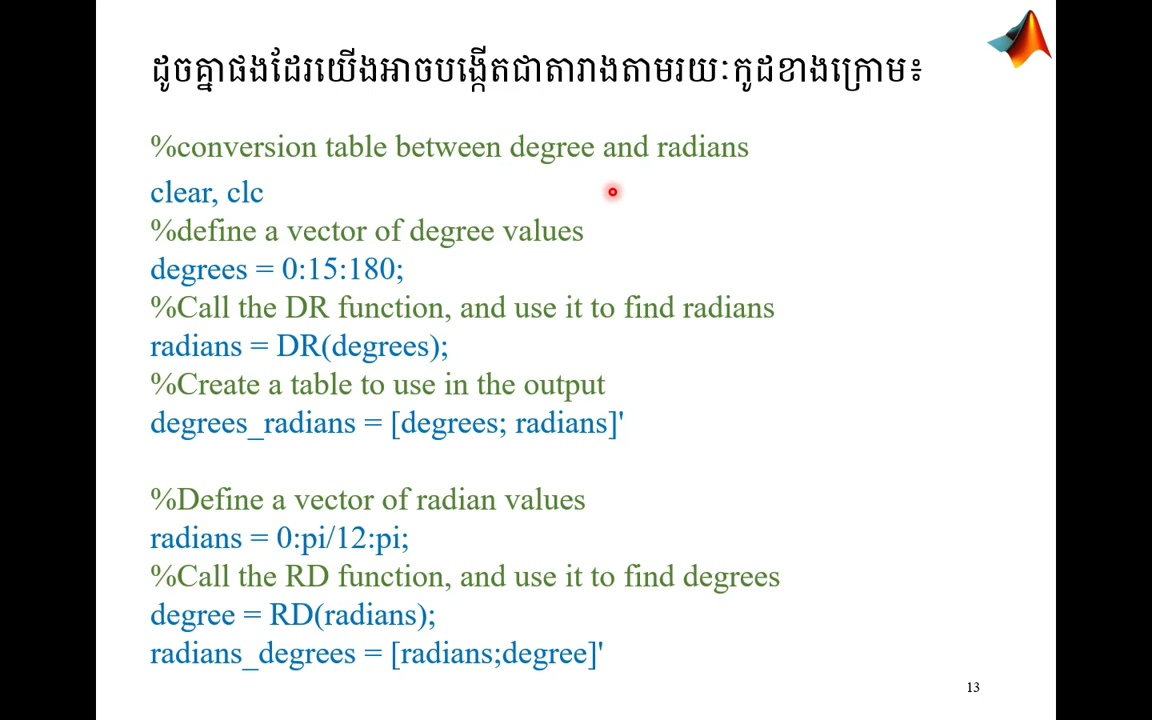 ដូចគ្នាផងដែរយើងអាចបង្កើតជាតារាងតាមរយៈកូដខាងក្រោម៖
%conversion table between degree and radians
clear, clc
%define a vector of degree values
degrees = 0:15:180;
%Call the DR function, and use it to find radians
radians = DR(degrees);
%Create a table to use in the output
degrees_radians = [degrees; radians]'
%Define a vector of radian values
radians = 0:pi/12:pi;
%Call the RD function, and use it to find degrees
degree = RD(radians);
radians_degrees = [radians;degree]'
13